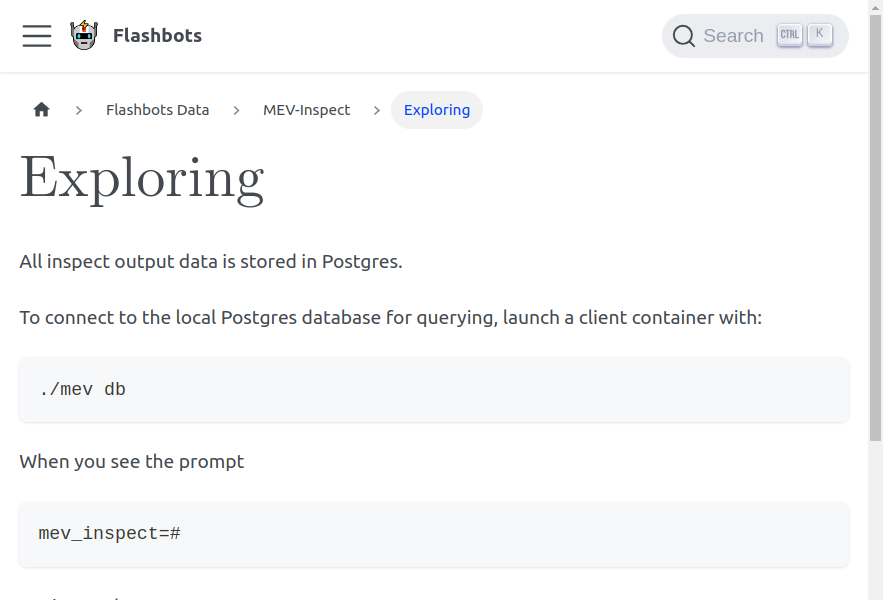 Flashbots
Search CTRL K
Flashbots Data MEV-Inspect Exploring
Exploring
All inspect output data is stored in Postgres.
To connect to the local Postgres database for querying, launch a client container with:
./mev db
When you see the prompt
mev_inspect=#